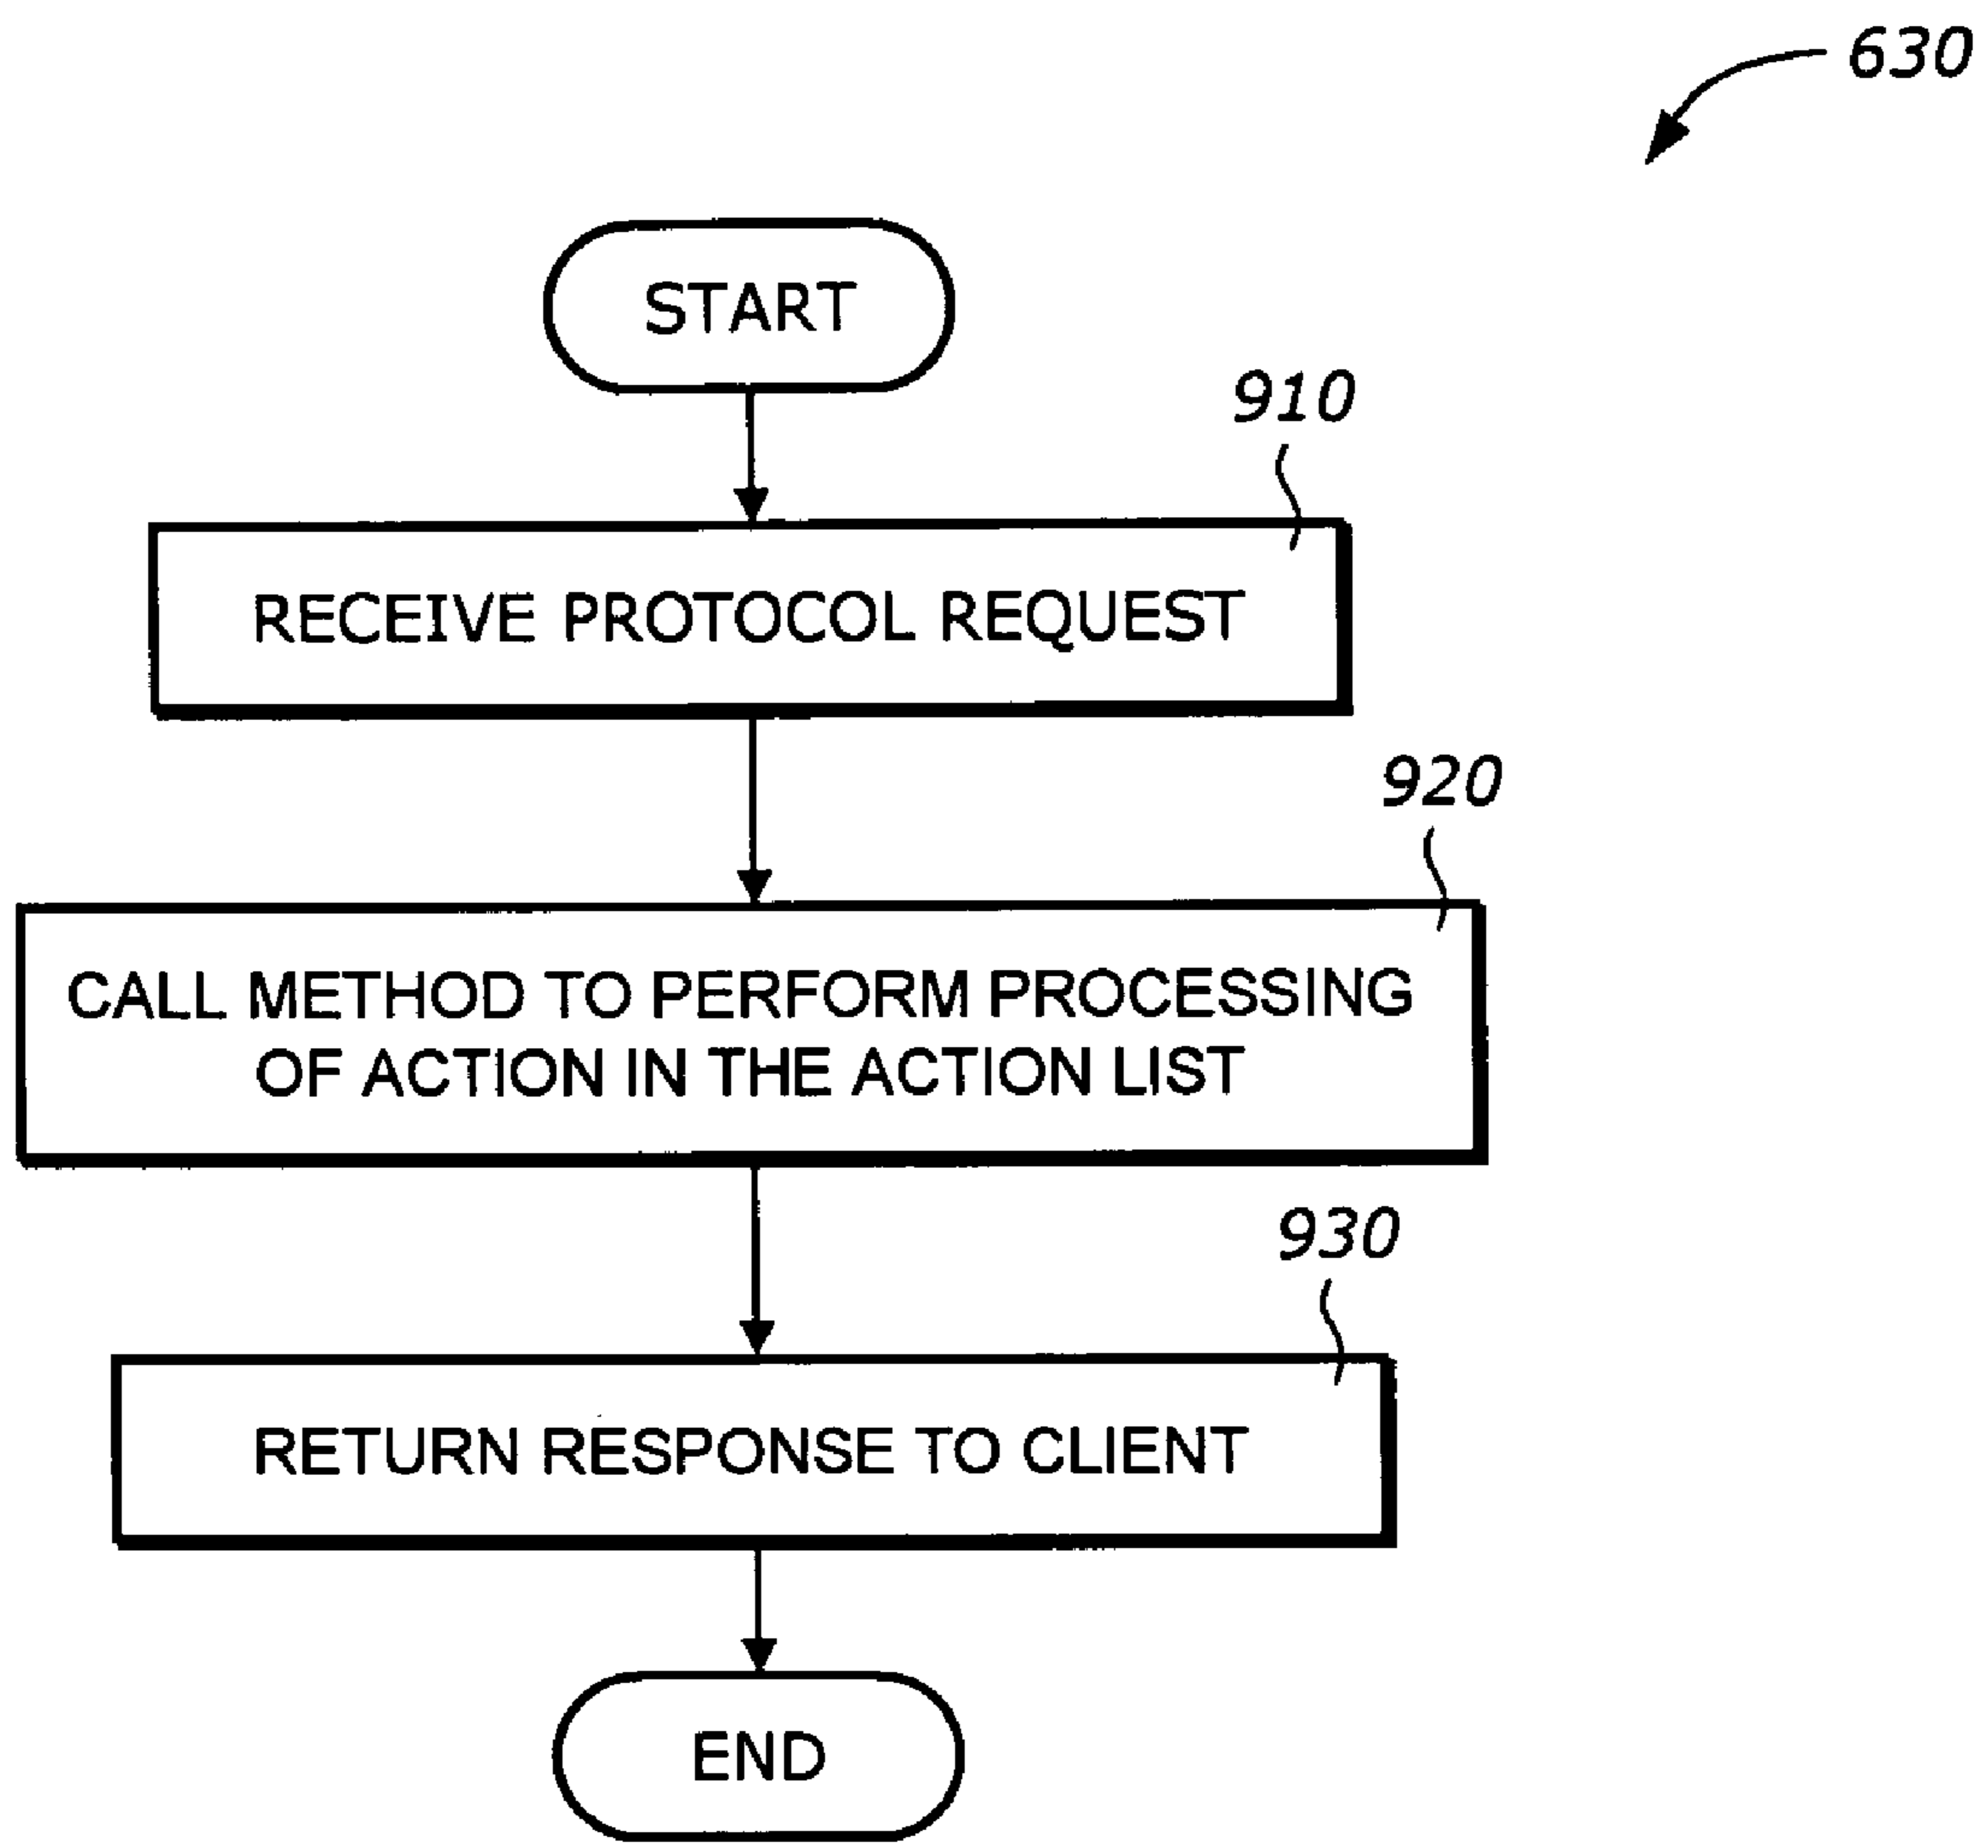 630
START
910
RECEIVE PROTOCOL REQUEST
920
CALL METHOD TO PERFORM PROCESSING
OF ACTION IN THE ACTION LIST
930
RETURN RESPONSE TO CLIENT
END